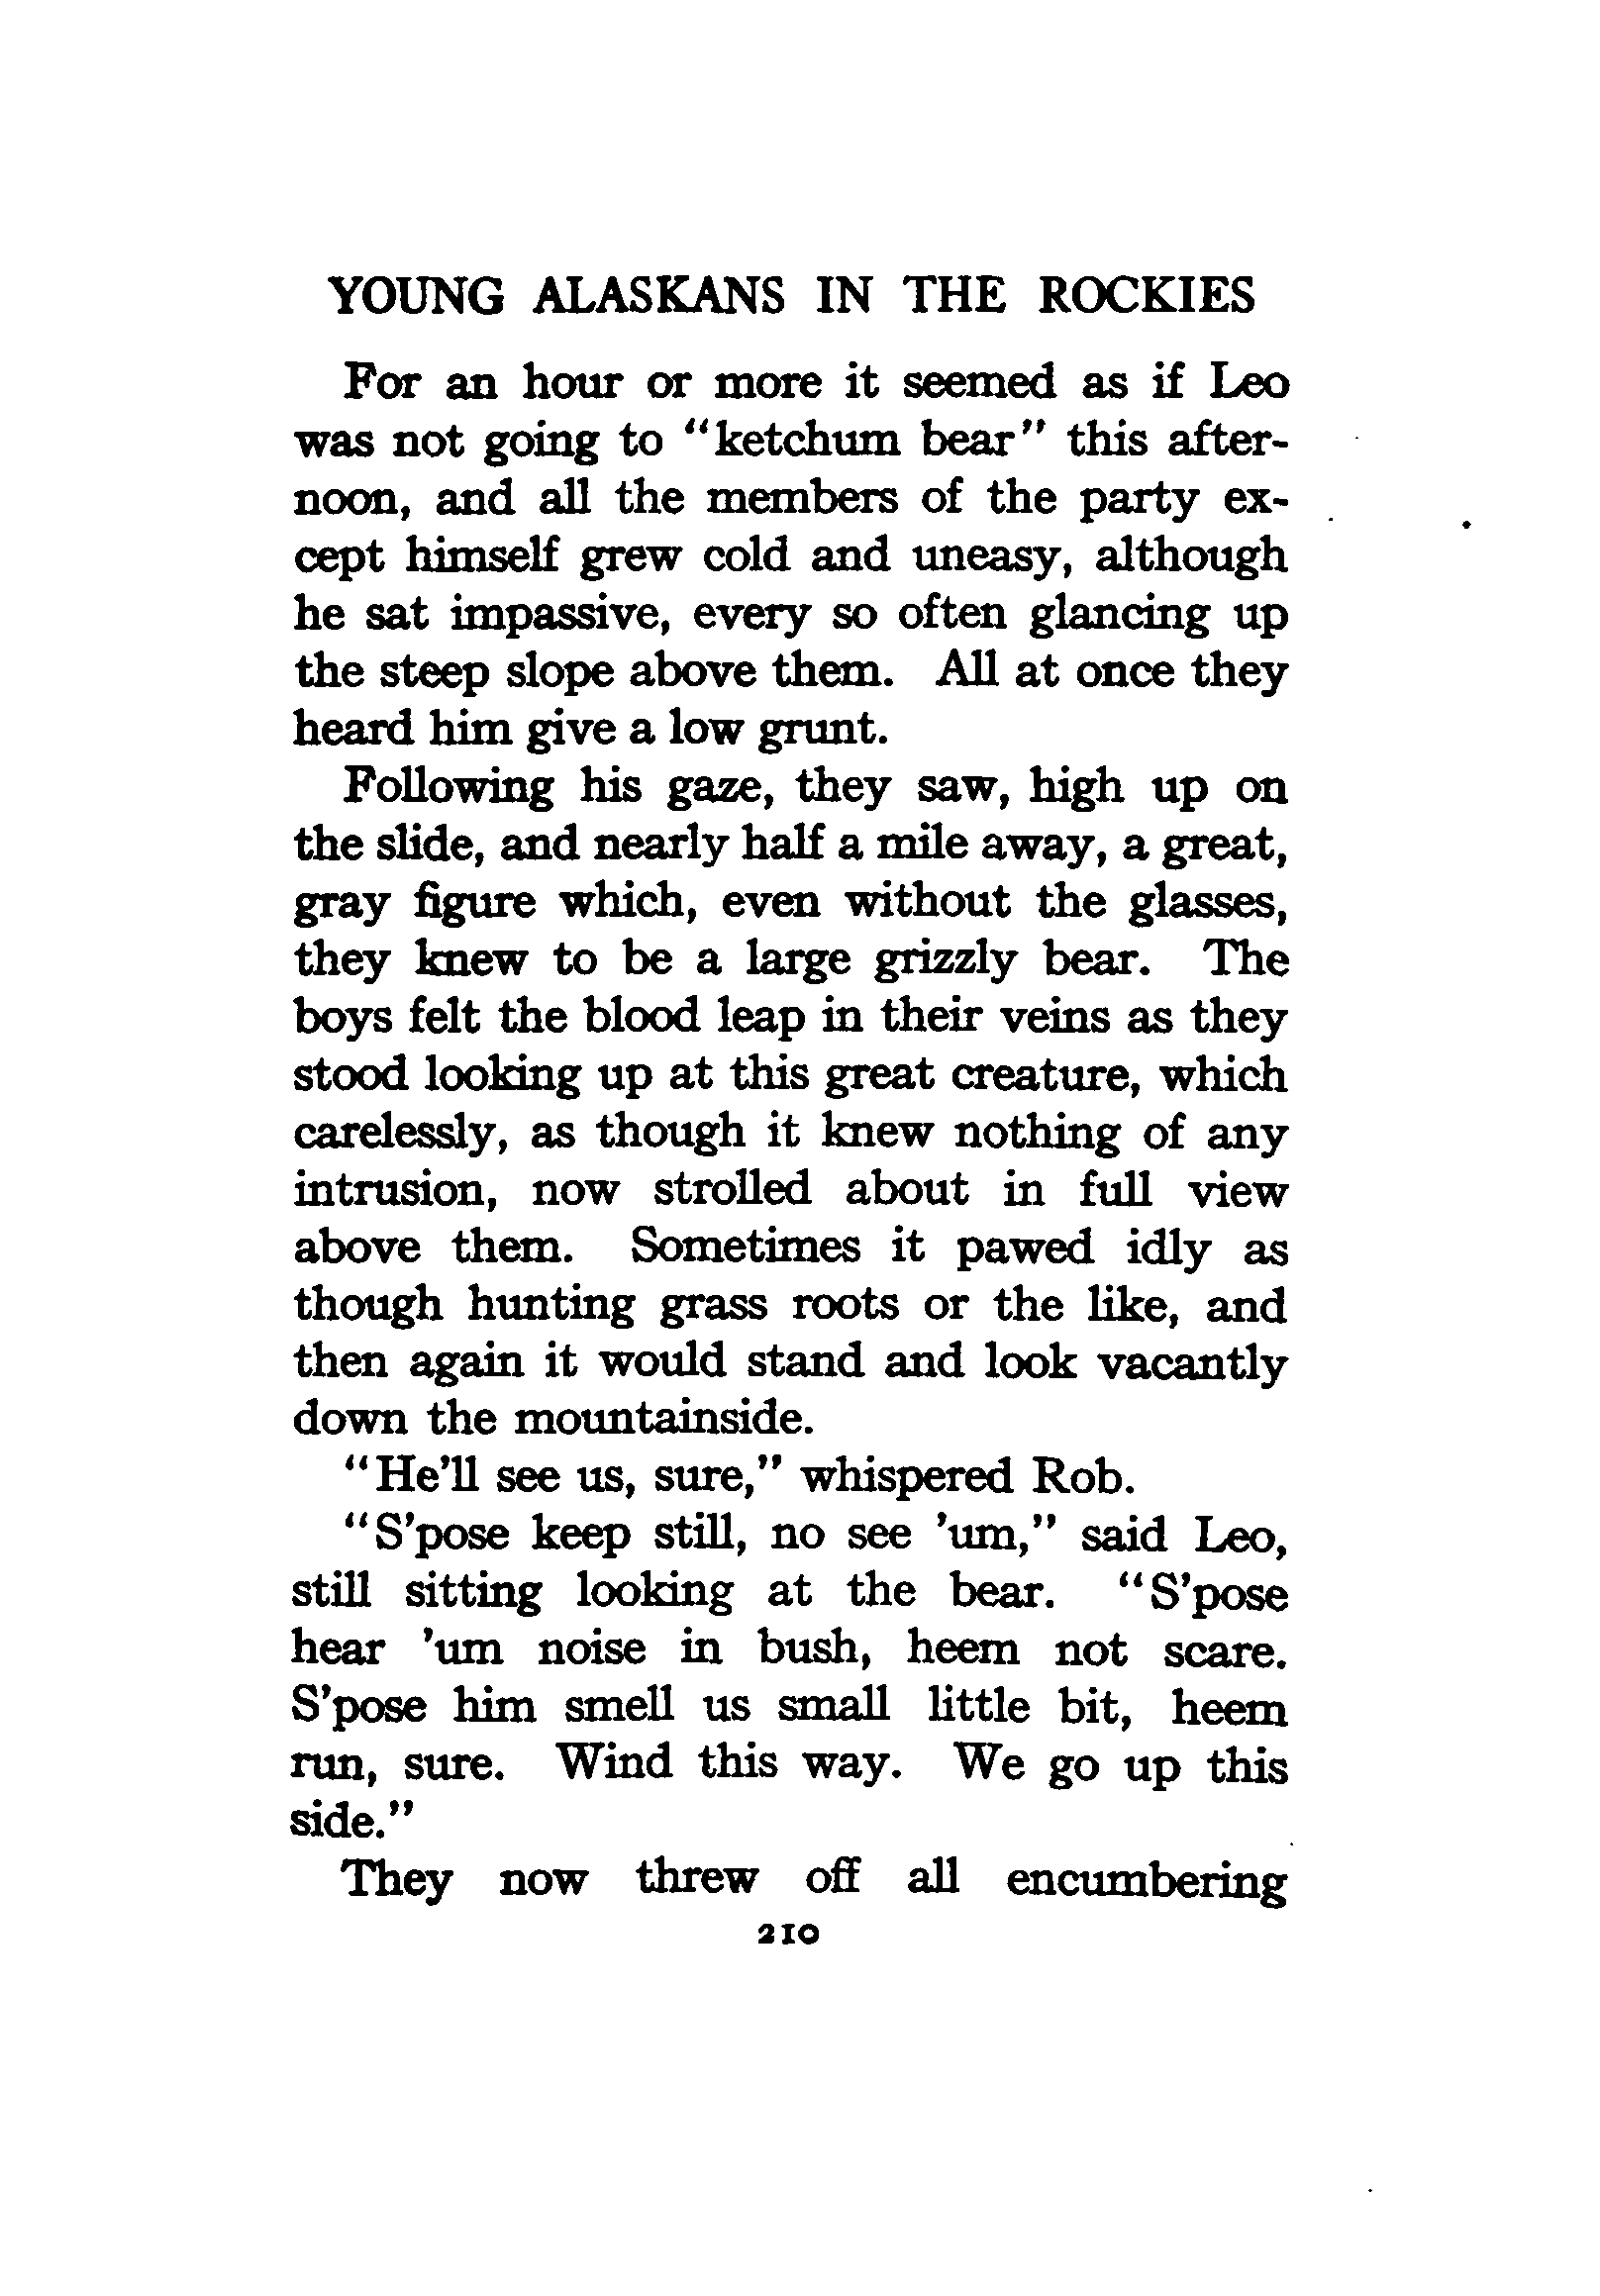 YOUNG ALASKANS IN THE ROCKIES
For an hour or more it seemed as if Leo
was not going to "ketchum bear" this after-
noon, and all the members of the party ex-
cept himself grew cold and uneasy, although
he sat impassive, every so often glancing up
the steep slope above them. All at once they
heard him give a low grunt.
Following his gaze, they saw, high up on
the slide, and nearly half a mile away, a great,
gray figure which, even without the glasses,
they knew to be a large grizzly bear. The
boys felt the blood leap in their veins as they
stood looking up at this great creature, which
carelessly, as though it knew nothing of any
intrusion, now strolled about in full view
above them. Sometimes it pawed idly as
though hunting grass roots or the like, and
then again it would stand and look vacantly
down the mountainside.
"He'll see us, sure," whispered Rob.
"S'pose keep still, no see 'um," said Leo,
still sitting looking at the bear. "S'pose
hear 'um noise in bush, heem not scare.
S'pose him smell us small little bit, heem
run, sure. Wind this way. We go up this
side."
They now threw off all encumbering
210